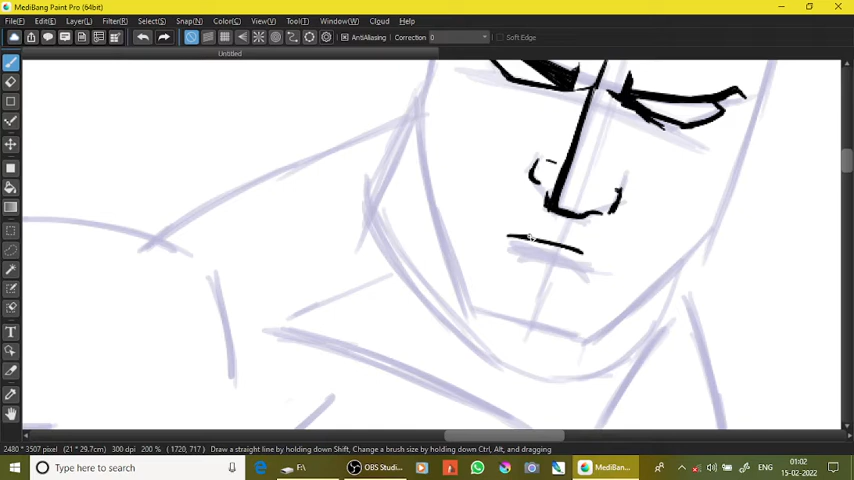 MediBang Paint Pro (64bit)
File(F) Edit(E) Layer(L) Filter(R) Select(S) Snap(N) Color(C) View(V) Tool(T) Window(W) Cloud Help
AntiAliasing Correction 0 Soft Edge
Untitled
2480 * 3507 pixel (21 * 29.7cm) 300 dpi 200 % (1720, 717) Draw a straight line by holding down Shift, Change a brush size by holding down Ctrl, Alt, and dragging
Type here to search F:\ OBS Studi... MediBan... ENG 01:02
15-02-2022